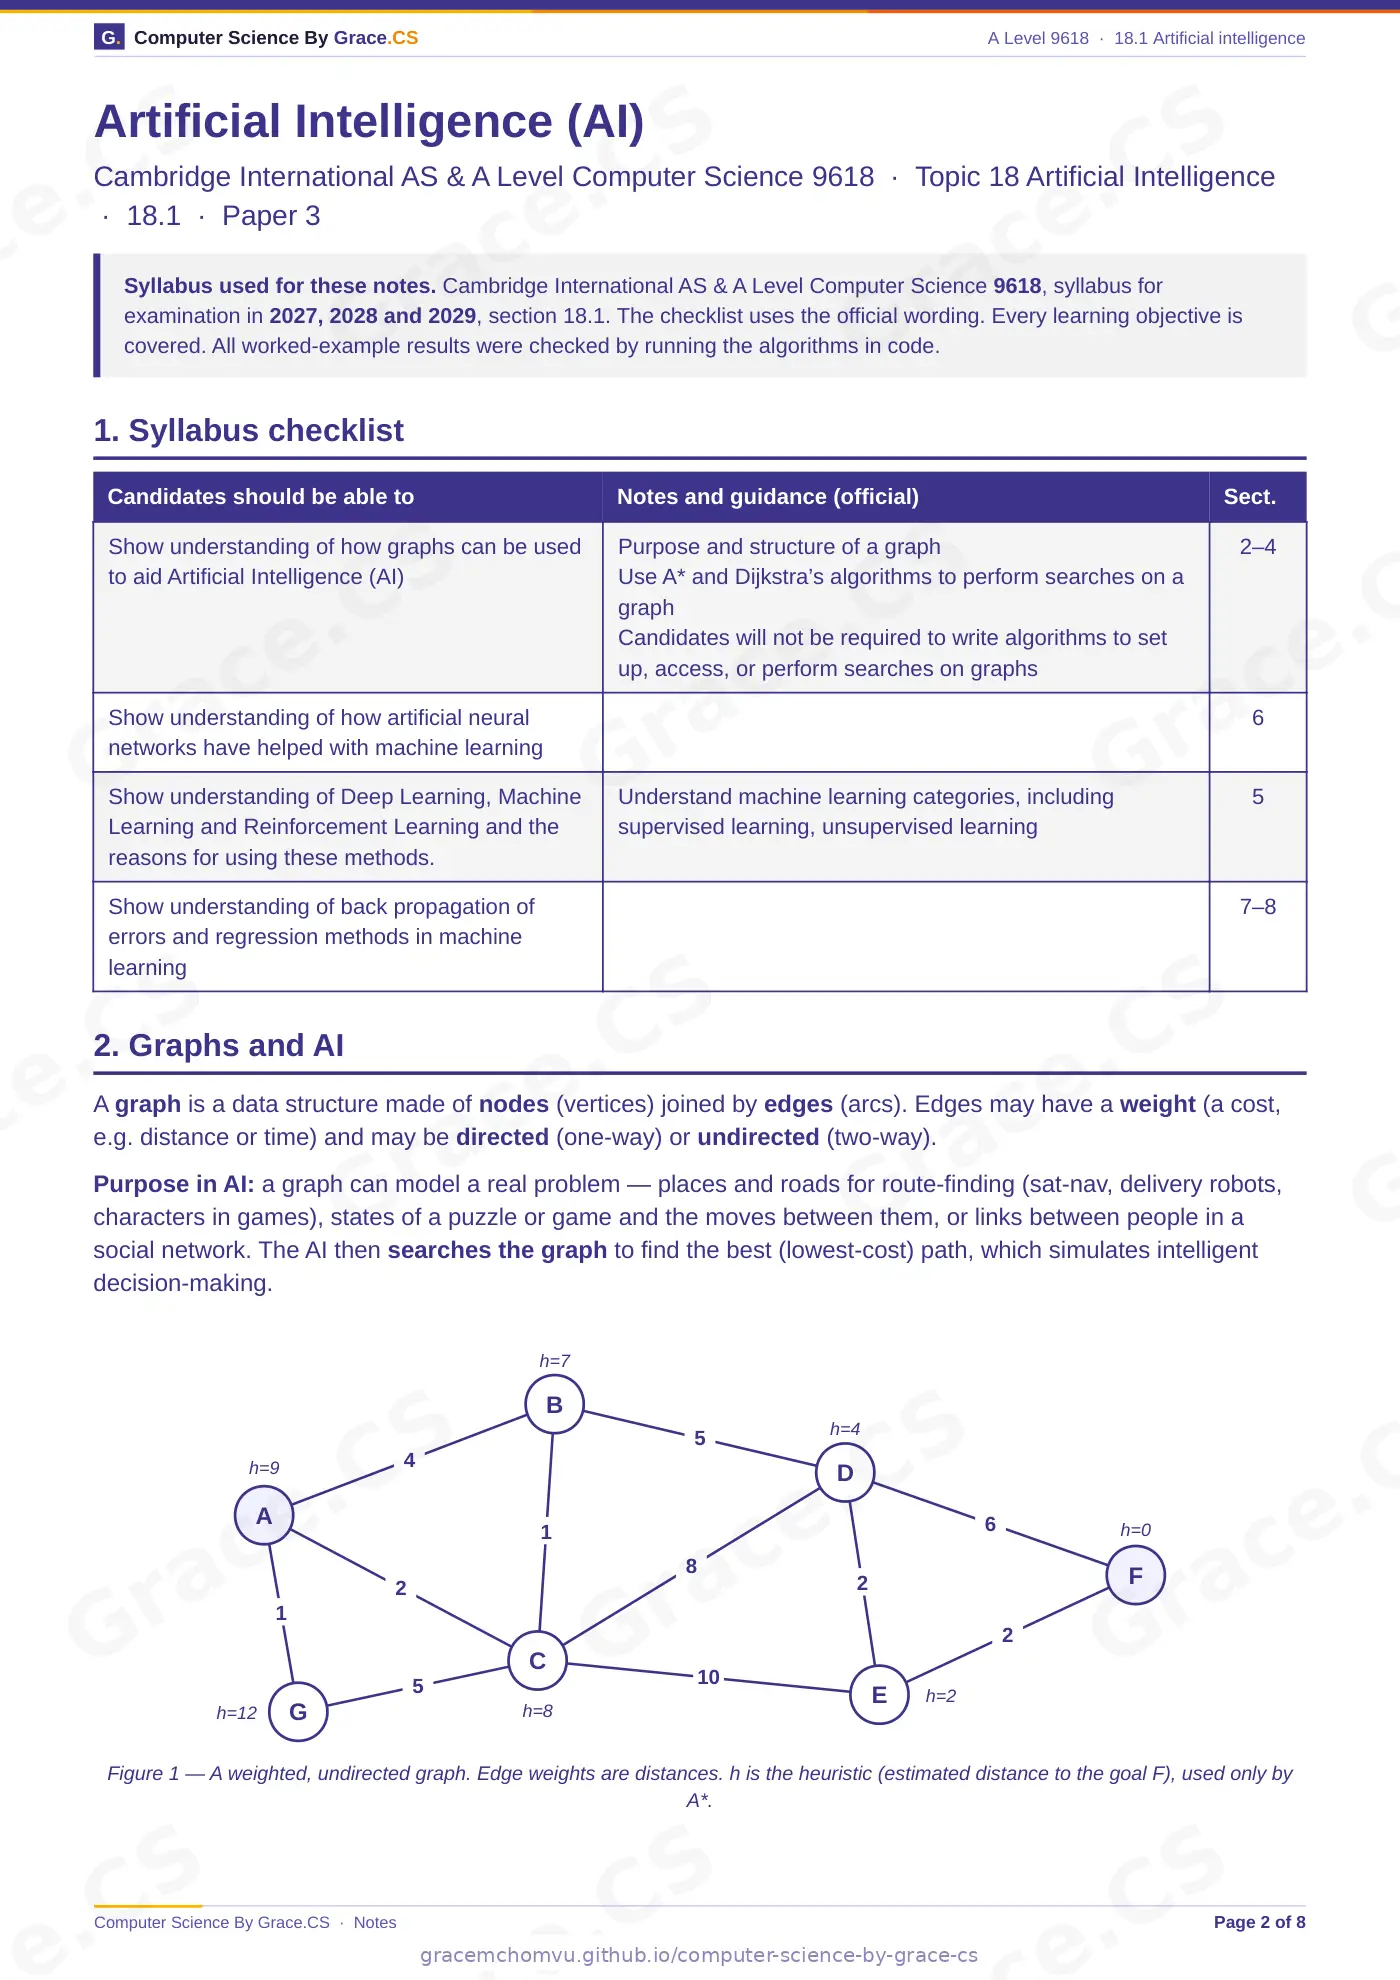 G. Computer Science By Grace.CS
A Level 9618 · 18.1 Artificial intelligence
Artificial Intelligence (AI)
Cambridge International AS & A Level Computer Science 9618 · Topic 18 Artificial Intelligence
· 18.1 · Paper 3
Syllabus used for these notes. Cambridge International AS & A Level Computer Science 9618, syllabus for
examination in 2027, 2028 and 2029, section 18.1. The checklist uses the official wording. Every learning objective is
covered. All worked-example results were checked by running the algorithms in code.
1. Syllabus checklist
Candidates should be able to
Notes and guidance (official)
Sect.
Show understanding of how graphs can be used
to aid Artificial Intelligence (AI)
Purpose and structure of a graph
Use A* and Dijkstra’s algorithms to perform searches on a
graph
Candidates will not be required to write algorithms to set
up, access, or perform searches on graphs
2–4
Show understanding of how artificial neural
networks have helped with machine learning
6
Show understanding of Deep Learning, Machine
Learning and Reinforcement Learning and the
reasons for using these methods.
Understand machine learning categories, including
supervised learning, unsupervised learning
5
Show understanding of back propagation of
errors and regression methods in machine
learning
7–8
2. Graphs and AI
A graph is a data structure made of nodes (vertices) joined by edges (arcs). Edges may have a weight (a cost,
e.g. distance or time) and may be directed (one-way) or undirected (two-way).
Purpose in AI: a graph can model a real problem — places and roads for route-finding (sat-nav, delivery robots,
characters in games), states of a puzzle or game and the moves between them, or links between people in a
social network. The AI then searches the graph to find the best (lowest-cost) path, which simulates intelligent
decision-making.
h=7
B
h=4
5
4
D
h=9
A
6
h=0
1
8
F
2
2
1
2
C
10
5
E
h=2
h=12
G
h=8
Figure 1 — A weighted, undirected graph. Edge weights are distances. h is the heuristic (estimated distance to the goal F), used only by
A*.
Computer Science By Grace.CS · Notes
Page 2 of 8
gracemchomvu.github.io/computer-science-by-grace-cs
Grace.CS